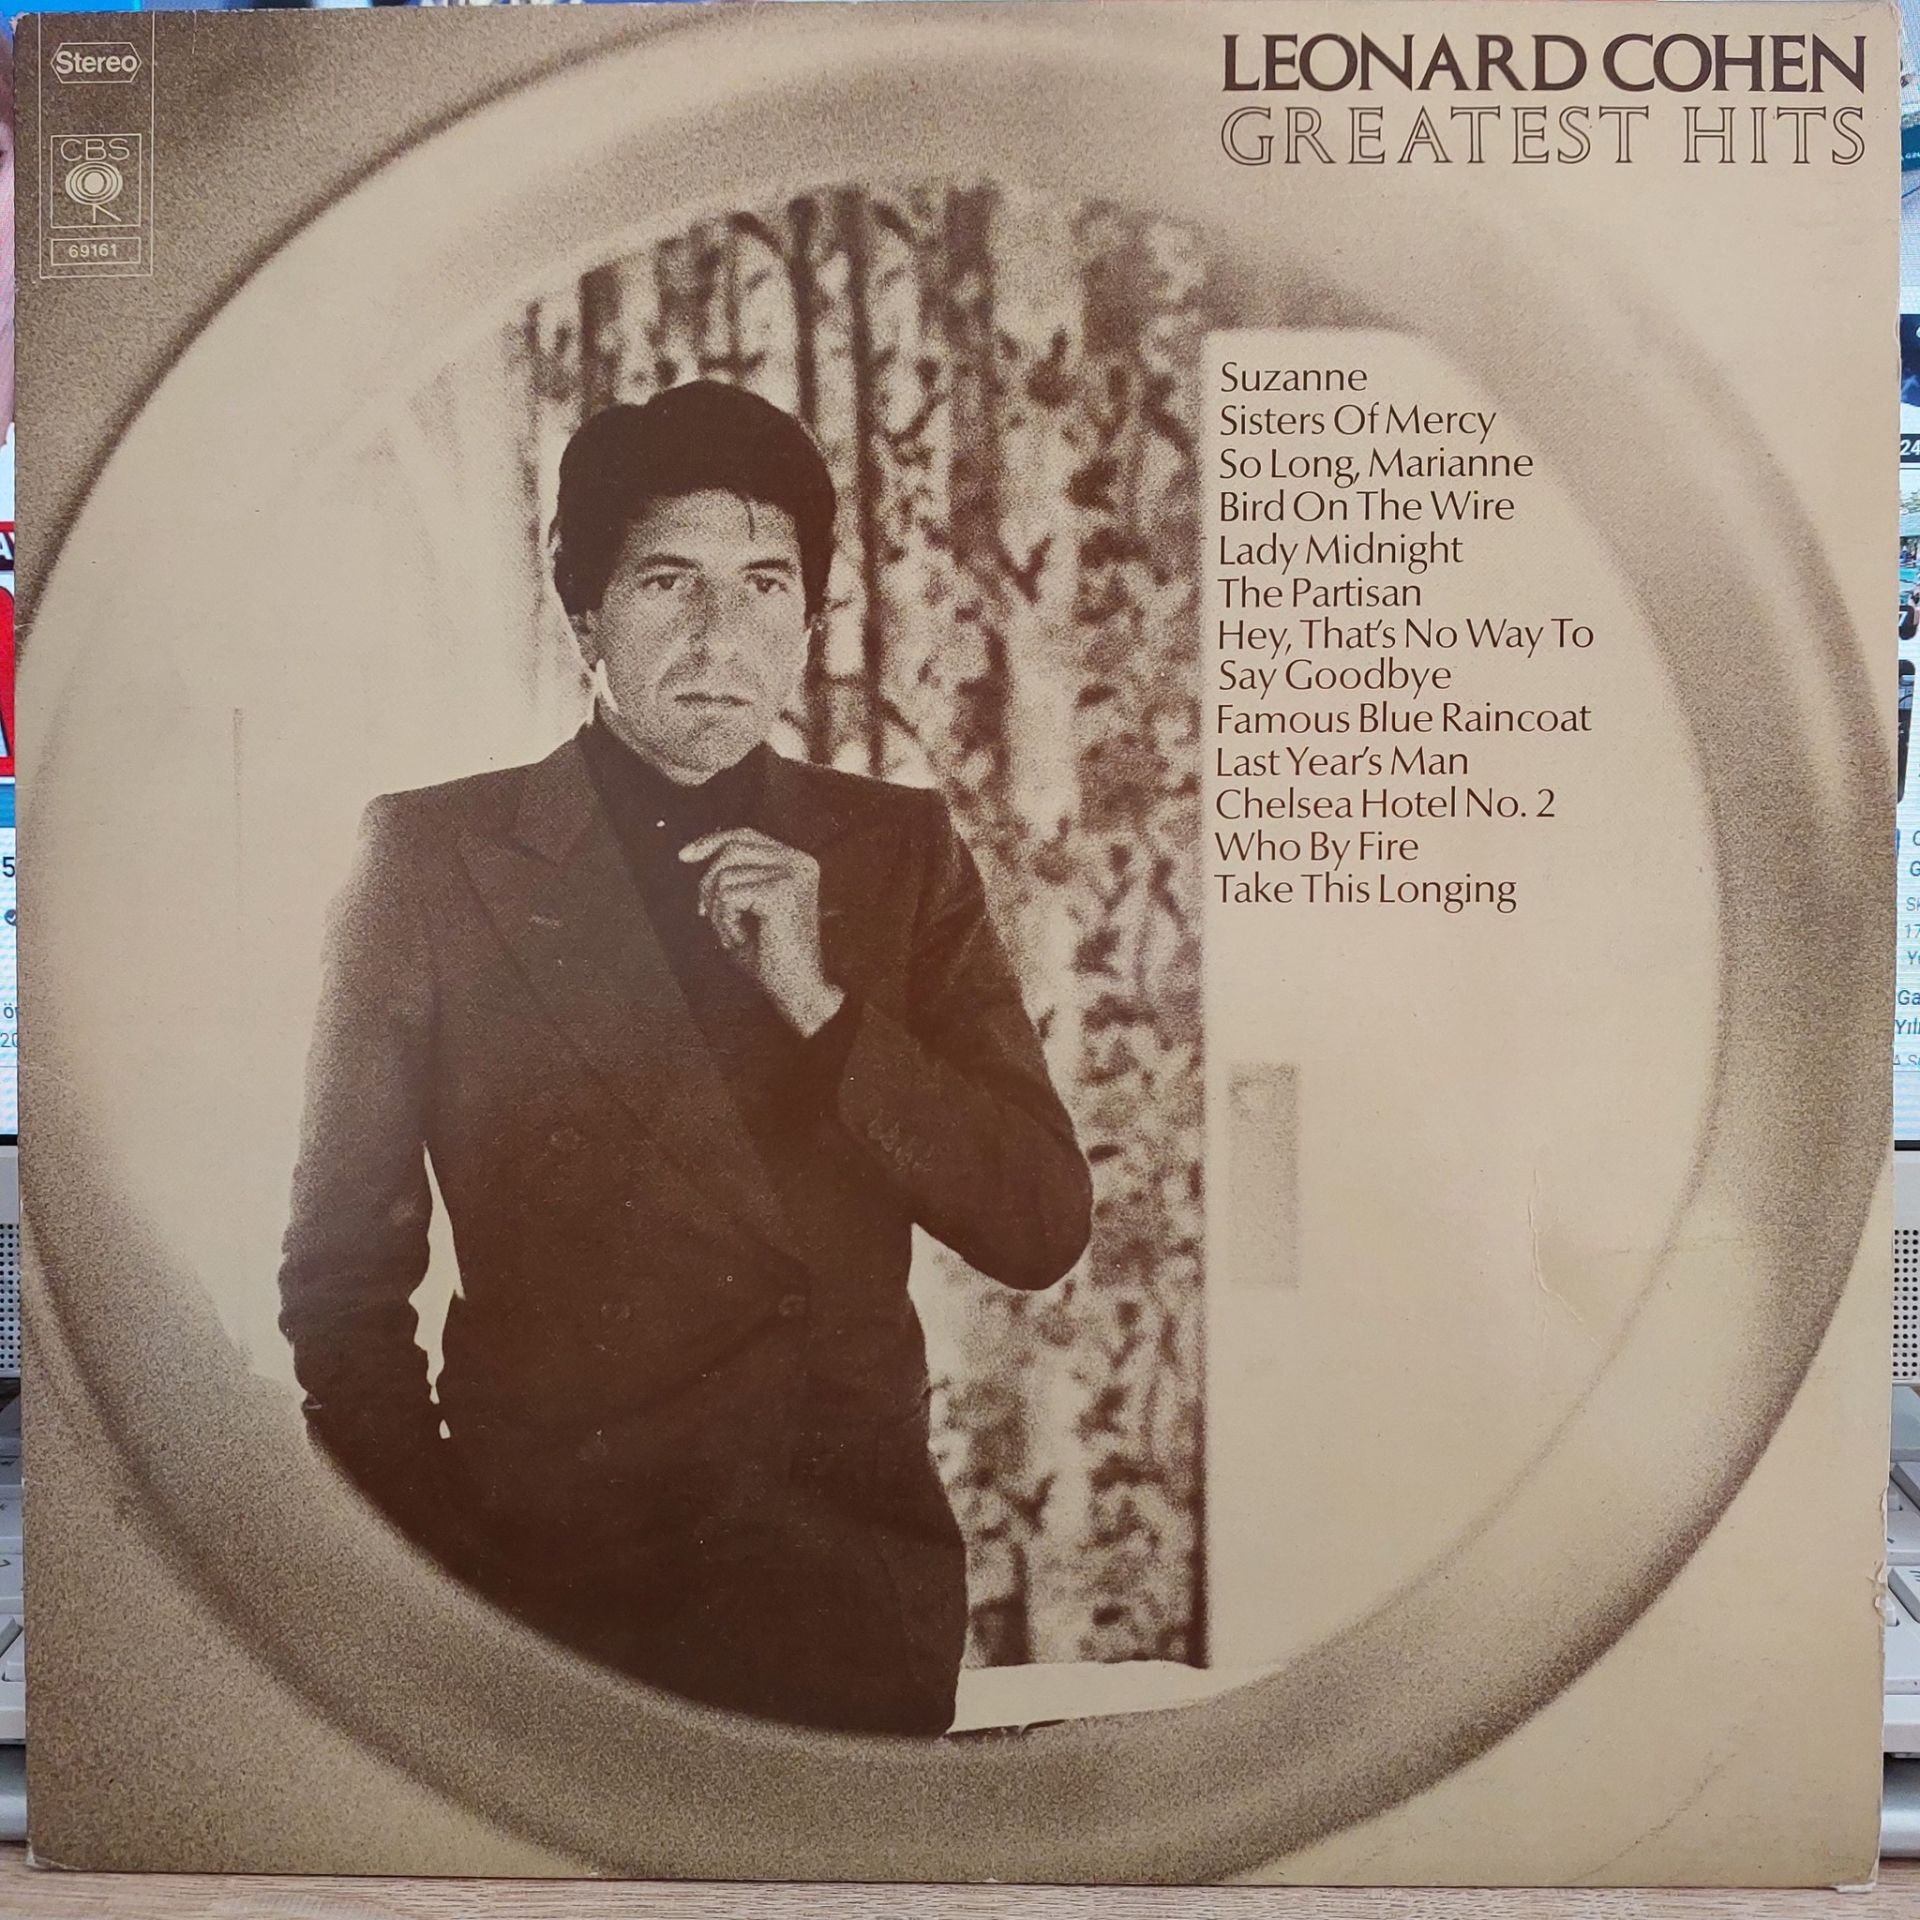 Stereo
CBS
69161
LEONARD COHEN
GREATEST HITS
Suzanne
Sisters Of Mercy
So Long, Marianne
Bird On The Wire
Lady Midnight
The Partisan
Hey, That's No Way To
Say Goodbye
Famous Blue Raincoat
Last Year's Man
Chelsea Hotel No. 2
Who By Fire
Take This Longing